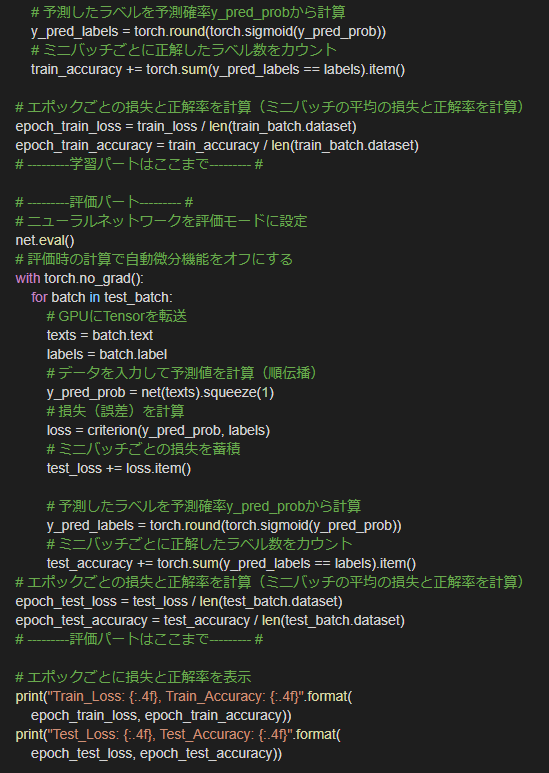 # 予測したラベルを予測確率y_pred_probから計算
y_pred_labels = torch.round(torch.sigmoid(y_pred_prob))
# ミニバッチごとに正解したラベル数をカウント
train_accuracy += torch.sum(y_pred_labels == labels).item()
# エポックごとの損失と正解率を計算（ミニバッチの平均の損失と正解率を計算）
epoch_train_loss = train_loss / len(train_batch.dataset)
epoch_train_accuracy = train_accuracy / len(train_batch.dataset)
# ---------学習パートはここまで--------- #
# ---------評価パート--------- #
# ニューラルネットワークを評価モードに設定
net.eval()
# 評価時の計算で自動微分機能をオフにする
with torch.no_grad():
for batch in test_batch:
# GPUにTensorを転送
texts = batch.text
labels = batch.label
# データを入力して予測値を計算（順伝播）
y_pred_prob = net(texts).squeeze(1)
# 損失（誤差）を計算
loss = criterion(y_pred_prob, labels)
# ミニバッチごとの損失を蓄積
test_loss += loss.item()
# 予測したラベルを予測確率y_pred_probから計算
y_pred_labels = torch.round(torch.sigmoid(y_pred_prob))
# ミニバッチごとに正解したラベル数をカウント
test_accuracy += torch.sum(y_pred_labels == labels).item()
# エポックごとの損失と正解率を計算（ミニバッチの平均の損失と正解率を計算）
epoch_test_loss = test_loss / len(test_batch.dataset)
epoch_test_accuracy = test_accuracy / len(test_batch.dataset)
# ---------評価パートはここまで--------- #
# エポックごとに損失と正解率を表示
print("Train_Loss: {:.4f}, Train_Accuracy: {:.4f}".format(
epoch_train_loss, epoch_train_accuracy))
print("Test_Loss: {:.4f}, Test_Accuracy: {:.4f}".format(
epoch_test_loss, epoch_test_accuracy))